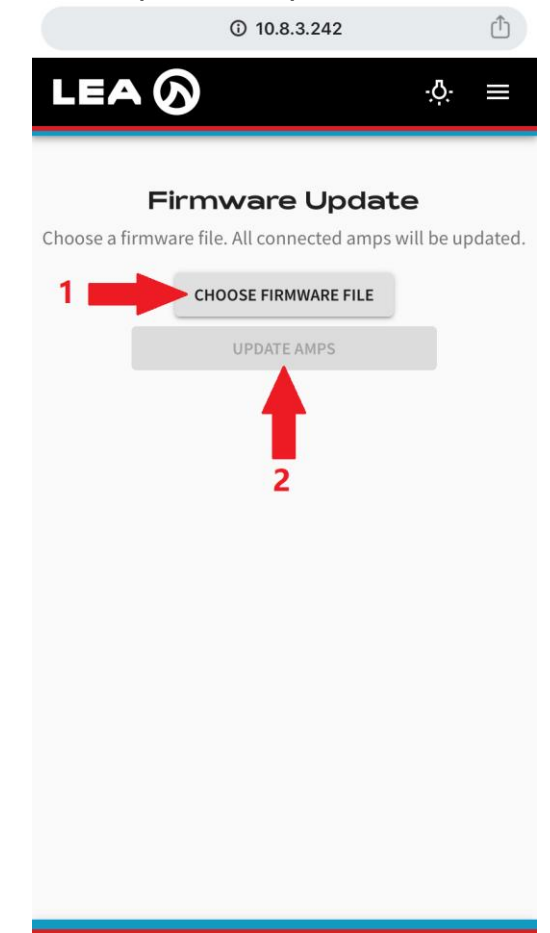 10.8.3.242
LEA
Firmware Update
Choose a firmware file. All connected amps will be updated.
1
CHOOSE FIRMWARE FILE
UPDATE AMPS
2